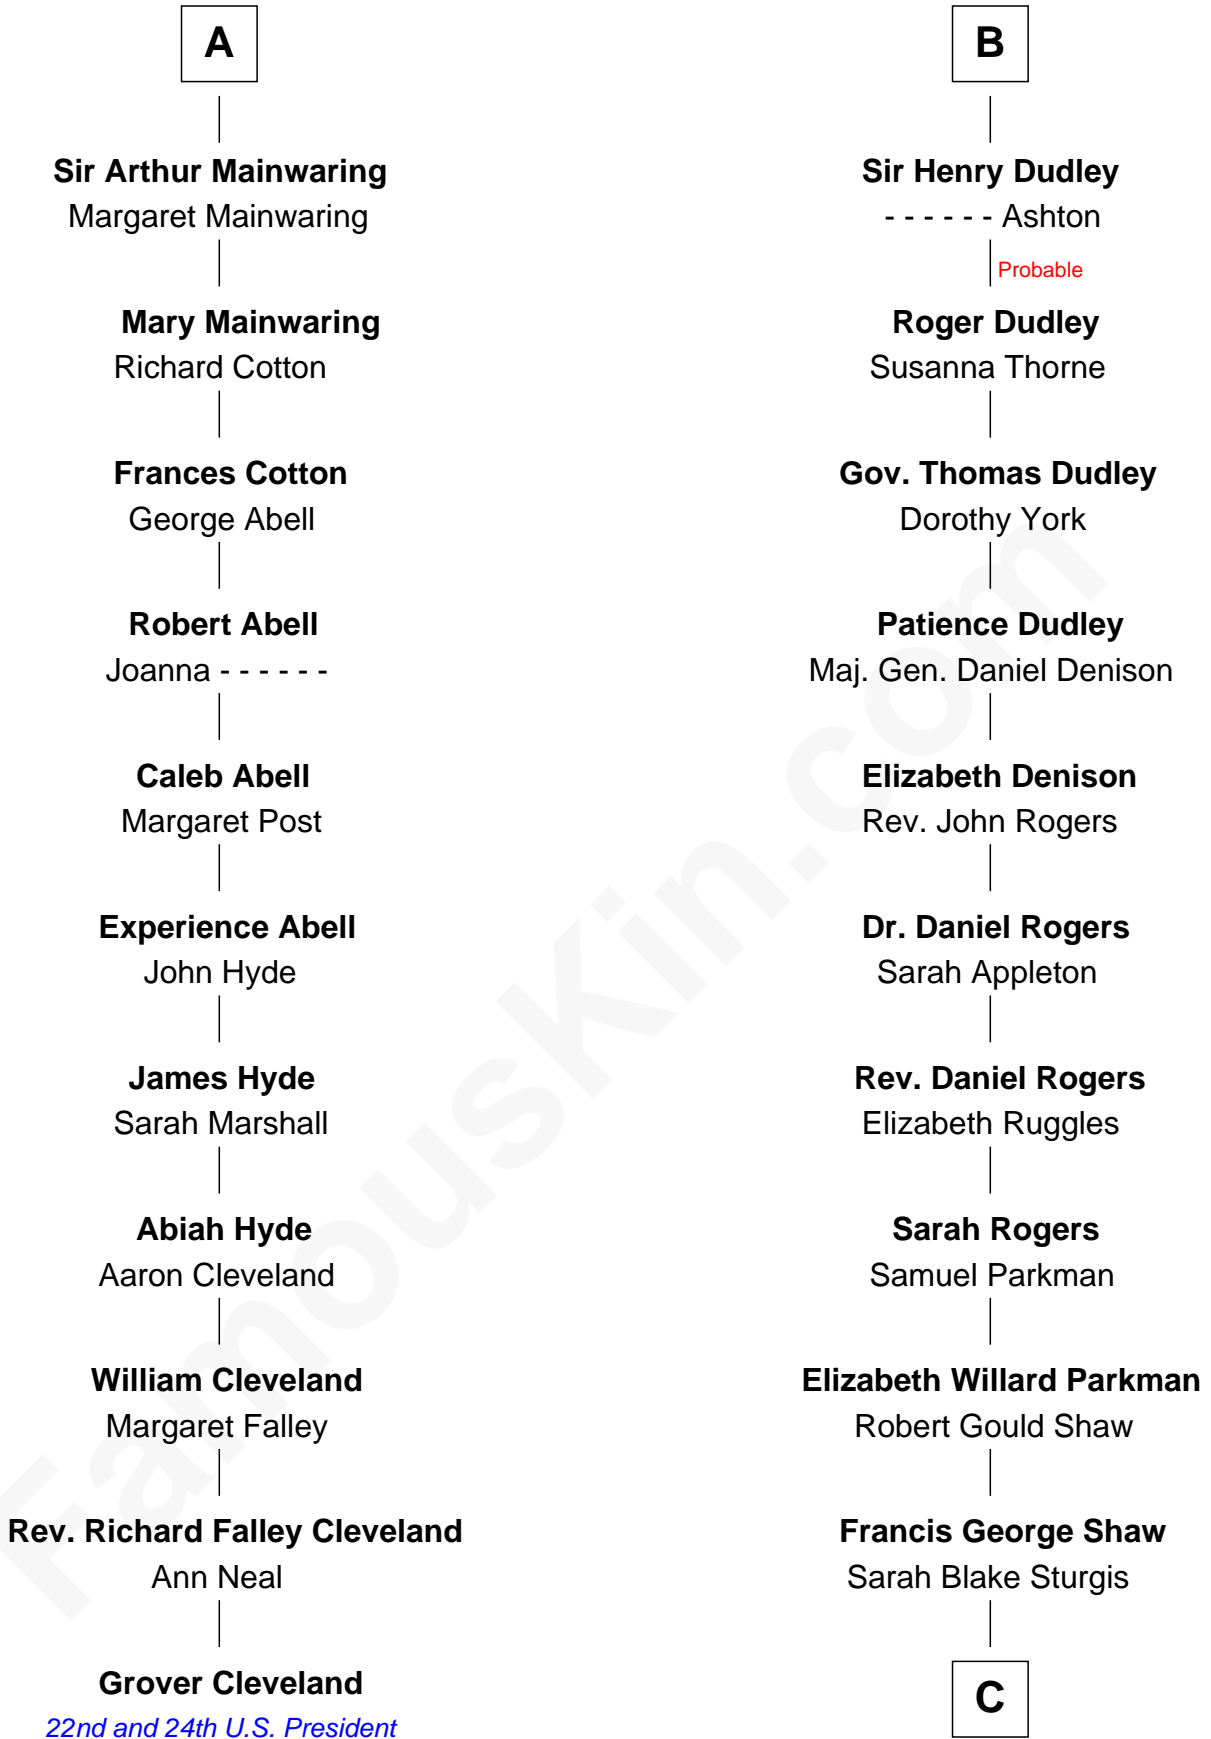 A
Sir Arthur Mainwaring
Margaret Mainwaring
Mary Mainwaring
Richard Cotton
Frances Cotton
George Abell
Robert Abell
Joanna - - - - - -
Caleb Abell
Margaret Post
Experience Abell
John Hyde
James Hyde
Sarah Marshall
Abiah Hyde
Aaron Cleveland
William Cleveland
Margaret Falley
Rev. Richard Falley Cleveland
Ann Neal
Grover Cleveland
22nd and 24th U.S. President
B
Sir Henry Dudley
- - - - - - Ashton
Probable
Roger Dudley
Susanna Thorne
Gov. Thomas Dudley
Dorothy York
Patience Dudley
Maj. Gen. Daniel Denison
Elizabeth Denison
Rev. John Rogers
Dr. Daniel Rogers
Sarah Appleton
Rev. Daniel Rogers
Elizabeth Ruggles
Sarah Rogers
Samuel Parkman
Elizabeth Willard Parkman
Robert Gould Shaw
Francis George Shaw
Sarah Blake Sturgis
C
FamousKin.com